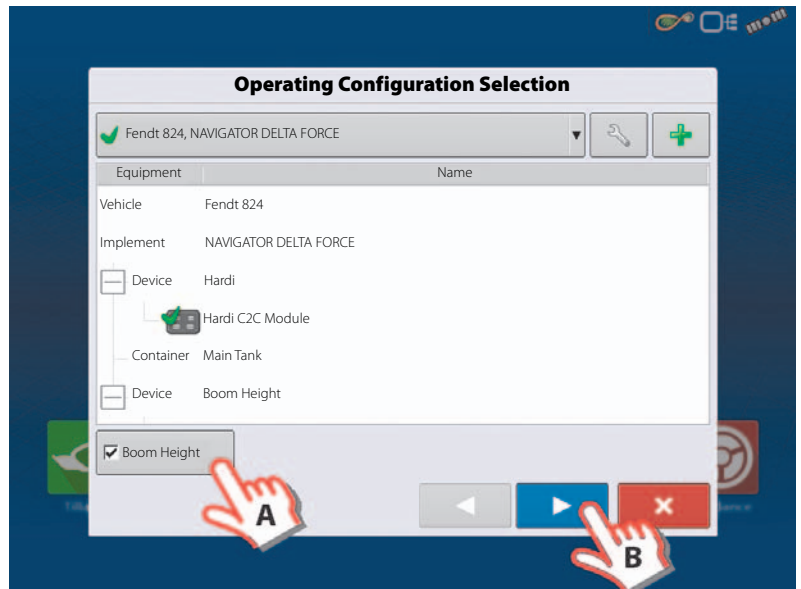 Operating Configuration Selection
Fendt 824, NAVIGATOR DELTA FORCE
Equipment Name
Vehicle Fendt 824
Implement NAVIGATOR DELTA FORCE
Device Hardi
Hardi C2C Module
Container Main Tank
Device Boom Height
Boom Height
A
B